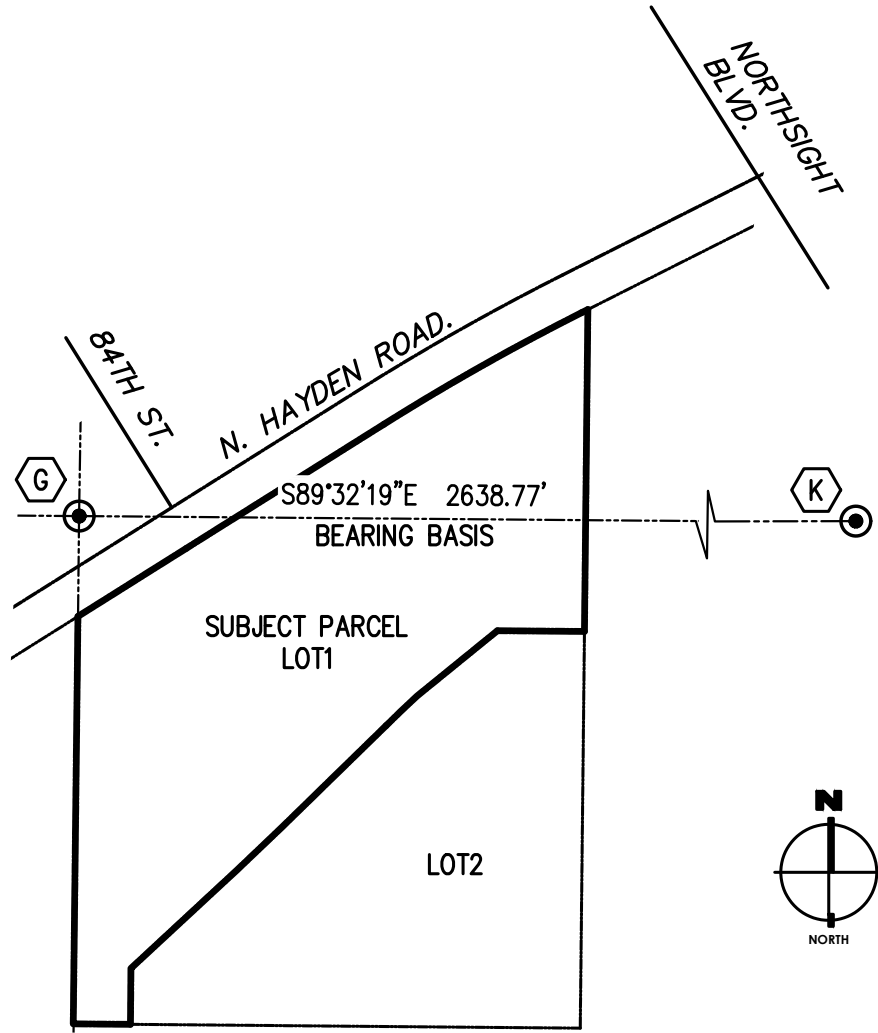 NORTHSIGHT
BLVD.
84TH ST.
N. HAYDEN ROAD.
G
S89°32'19"E 2638.77'
K
BEARING BASIS
SUBJECT PARCEL
LOT1
LOT2
N
NORTH